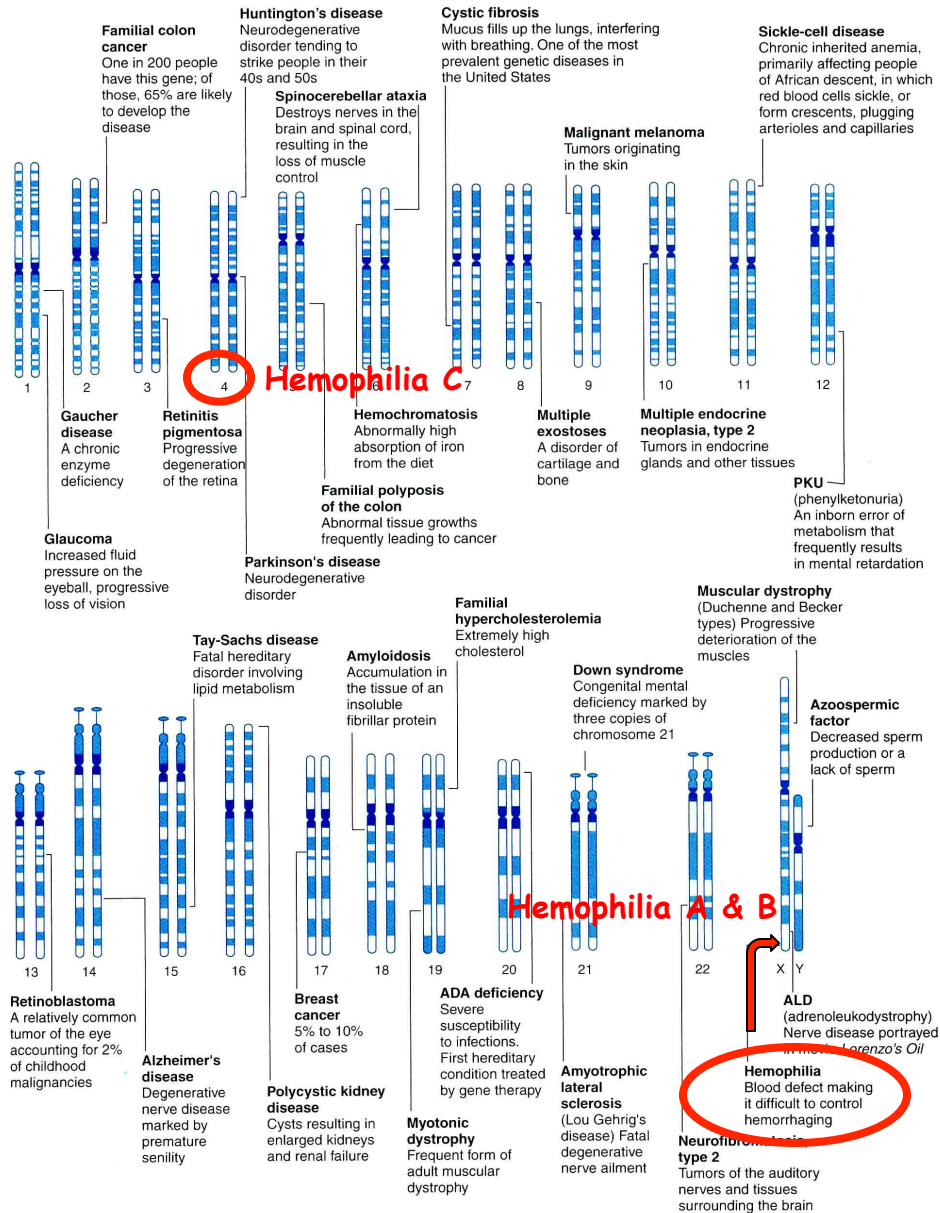 Familial colon
cancer
One in 200 people
have this gene; of
those, 65% are likely
to develop the
disease
Huntington's disease
Neurodegenerative
disorder tending to
strike people in their
40s and 50s
Spinocerebellar ataxia
Destroys nerves in the
brain and spinal cord,
resulting in the
loss of muscle
control
Cystic fibrosis
Mucus fills up the lungs, interfering
with breathing. One of the most
prevalent genetic diseases in
the United States
Malignant melanoma
Tumors originating
in the skin
Sickle-cell disease
Chronic inherited anemia,
primarily affecting people
of African descent, in which
red blood cells sickle, or
form crescents, plugging
arterioles and capillaries
1 2 3 4 7 8 9 10 11 12
Hemophilia C
Gaucher
disease
A chronic
enzyme
deficiency
Retinitis
pigmentosa
Progressive
degeneration
of the retina
Hemochromatosis
Abnormally high
absorption of iron
from the diet
Multiple
exostoses
A disorder of
cartilage and
bone
Multiple endocrine
neoplasia, type 2
Tumors in endocrine
glands and other tissues
PKU
(phenylketonuria)
An inborn error of
metabolism that
frequently results
in mental retardation
Familial polyposis
of the colon
Abnormal tissue growths
frequently leading to cancer
Glaucoma
Increased fluid
pressure on the
eyeball, progressive
loss of vision
Parkinson's disease
Neurodegenerative
disorder
Tay-Sachs disease
Fatal hereditary
disorder involving
lipid metabolism
Amyloidosis
Accumulation in
the tissue of an
insoluble
fibrillar protein
Familial
hypercholesterolemia
Extremely high
cholesterol
Down syndrome
Congenital mental
deficiency marked by
three copies of
chromosome 21
Muscular dystrophy
(Duchenne and Becker
types) Progressive
deterioration of the
muscles
Azoospermic
factor
Decreased sperm
production or a
lack of sperm
Hemophilia A & B
13 14 15 16 17 18 19 20 21 22 X Y
Retinoblastoma
A relatively common
tumor of the eye
accounting for 2%
of childhood
malignancies
Alzheimer's
disease
Degenerative
nerve disease
marked by
premature
senility
Polycystic kidney
disease
Cysts resulting in
enlarged kidneys
and renal failure
Breast
cancer
5% to 10%
of cases
Myotonic
dystrophy
Frequent form of
adult muscular
dystrophy
ADA deficiency
Severe
susceptibility
to infections.
First hereditary
condition treated
by gene therapy
Amyotrophic
lateral
sclerosis
(Lou Gehrig's
disease) Fatal
degenerative
nerve ailment
Neurofibromatosis,
type 2
Tumors of the auditory
nerves and tissues
surrounding the brain
ALD
(adrenoleukodystrophy)
Nerve disease portrayed
in movie Lorenzo's Oil
Hemophilia
Blood defect making
it difficult to control
hemorrhaging